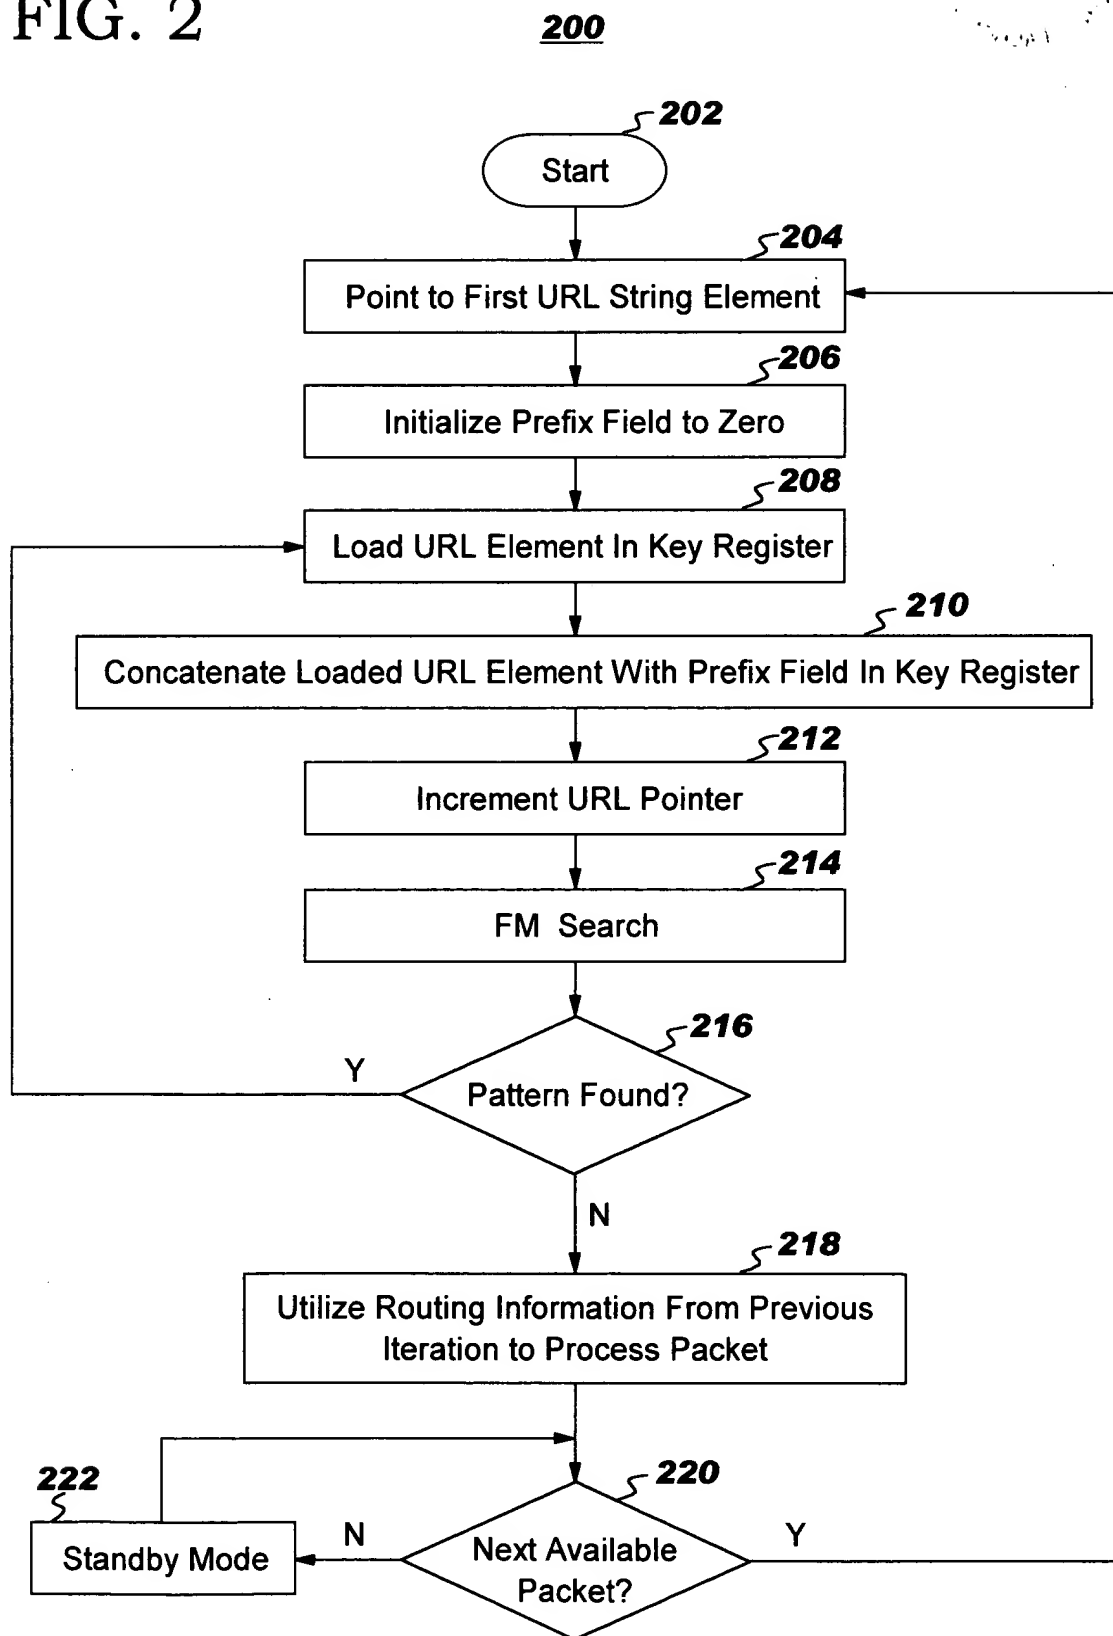 FIG. 2
200
202
Start
204
Point to First URL String Element
206
Initialize Prefix Field to Zero
208
Load URL Element In Key Register
210
Concatenate Loaded URL Element With Prefix Field In Key Register
212
Increment URL Pointer
214
FM Search
216
Y
Pattern Found?
N
218
Utilize Routing Information From Previous
Iteration to Process Packet
222
220
Standby Mode
N
Next Available
Packet?
Y